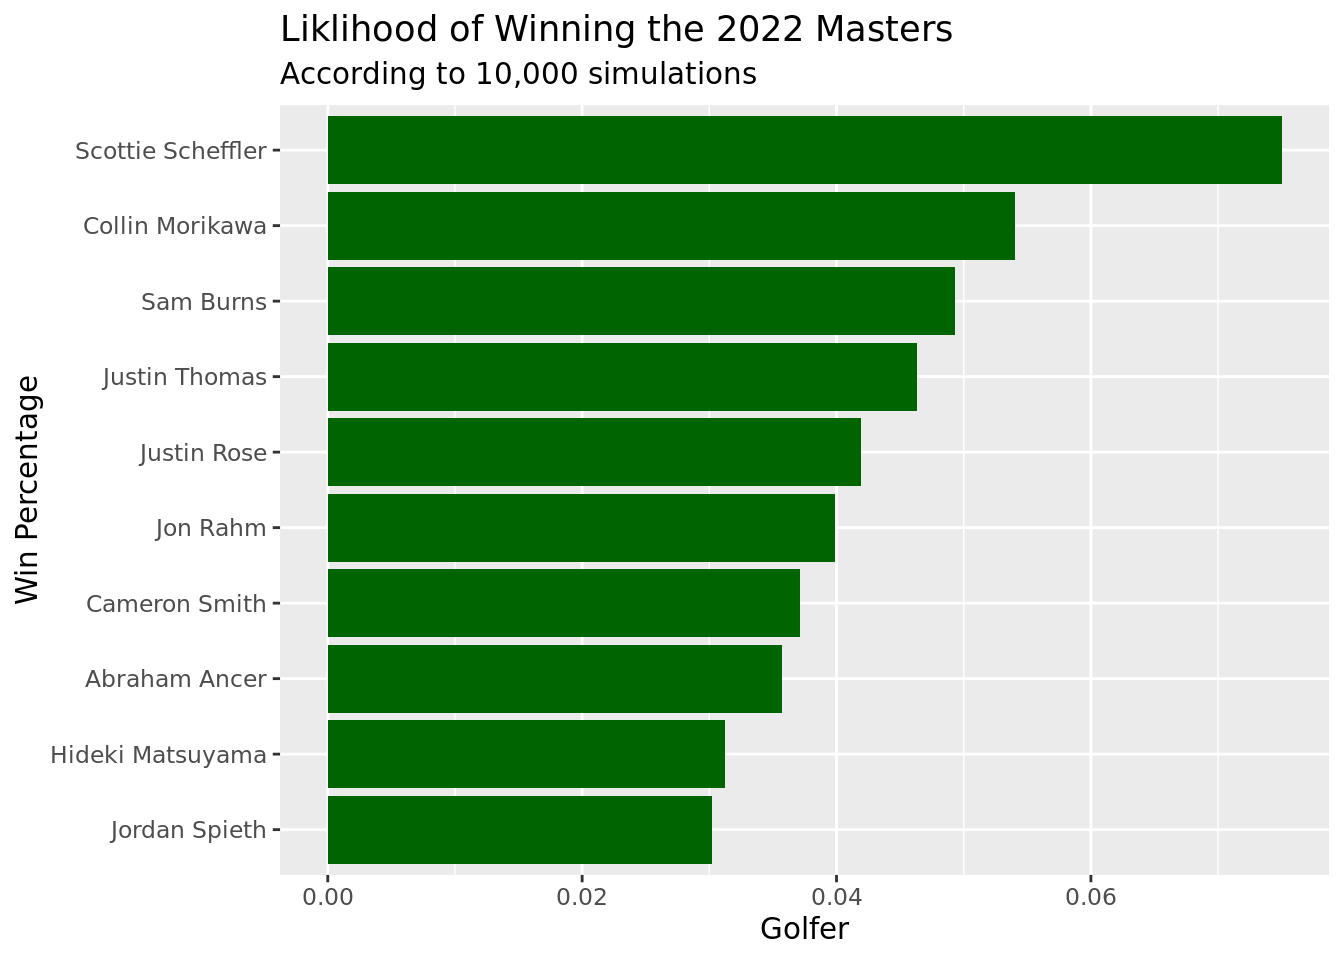 Liklihood of Winning the 2022 Masters
According to 10,000 simulations
Scottie Scheffler
Collin Morikawa
Sam Burns
Justin Thomas
Justin Rose
Jon Rahm
Cameron Smith
Abraham Ancer
Hideki Matsuyama
Jordan Spieth
Win Percentage
0.00 0.02 0.04 0.06
Golfer